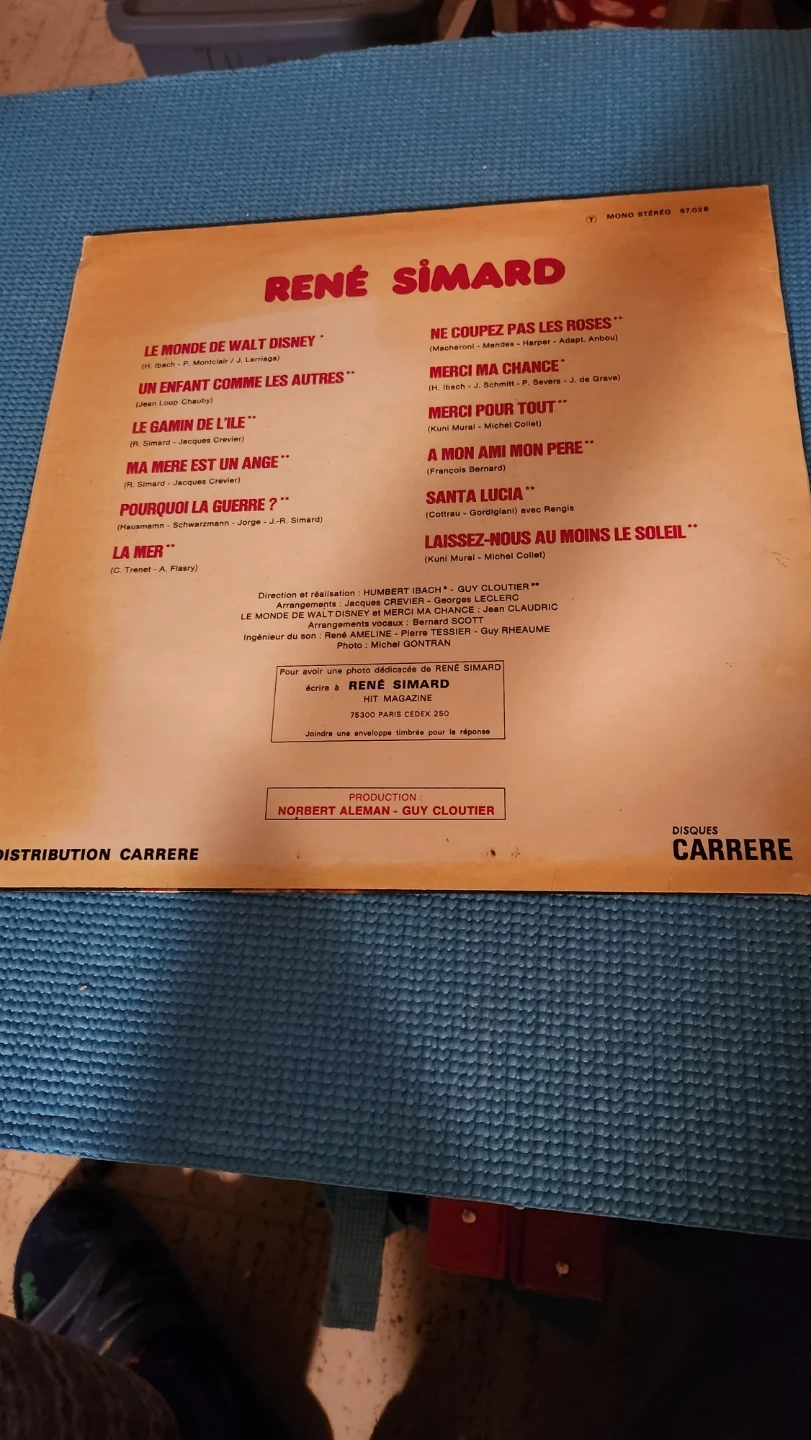 MONO STÉRÉO 67.026
RENÉ SIMARD
LE MONDE DE WALT DISNEY *
(H. Ibach - P. Montclair / J. Larriaga)
UN ENFANT COMME LES AUTRES **
(Jean Loup Chauby)
LE GAMIN DE L'ILE **
(R. Simard - Jacques Crevier)
MA MERE EST UN ANGE **
(R. Simard - Jacques Crevier)
POURQUOI LA GUERRE ? **
(Hausmann - Schwarzmann - Jorge - J.-R. Simard)
LA MER **
(C. Trenet - A. Flasry)
NE COUPEZ PAS LES ROSES **
(Macheroni - Mendes - Harper - Adapt. Anbou)
MERCI MA CHANCE *
(H. Ibach - J. Schmitt - P. Severs - J. de Grave)
MERCI POUR TOUT **
(Kuni Murai - Michel Collet)
A MON AMI MON PERE **
(François Bernard)
SANTA LUCIA **
(Cottrau - Gordigiani) avec Rengis
LAISSEZ-NOUS AU MOINS LE SOLEIL **
(Kuni Murai - Michel Collet)
Direction et réalisation : HUMBERT IBACH * - GUY CLOUTIER **
Arrangements : Jacques CREVIER - Georges LECLERC
LE MONDE DE WALT DISNEY et MERCI MA CHANCE : Jean CLAUDRIC
Arrangements vocaux : Bernard SCOTT
Ingénieur du son : René AMELINE - Pierre TESSIER - Guy RHEAUME
Photo : Michel GONTRAN
Pour avoir une photo dédicacée de RENÉ SIMARD
écrire à RENÉ SIMARD
HIT MAGAZINE
75300 PARIS CEDEX 250
Joindre une enveloppe timbrée pour la réponse
PRODUCTION :
NORBERT ALEMAN - GUY CLOUTIER
DISTRIBUTION CARRERE
DISQUES
CARRERE